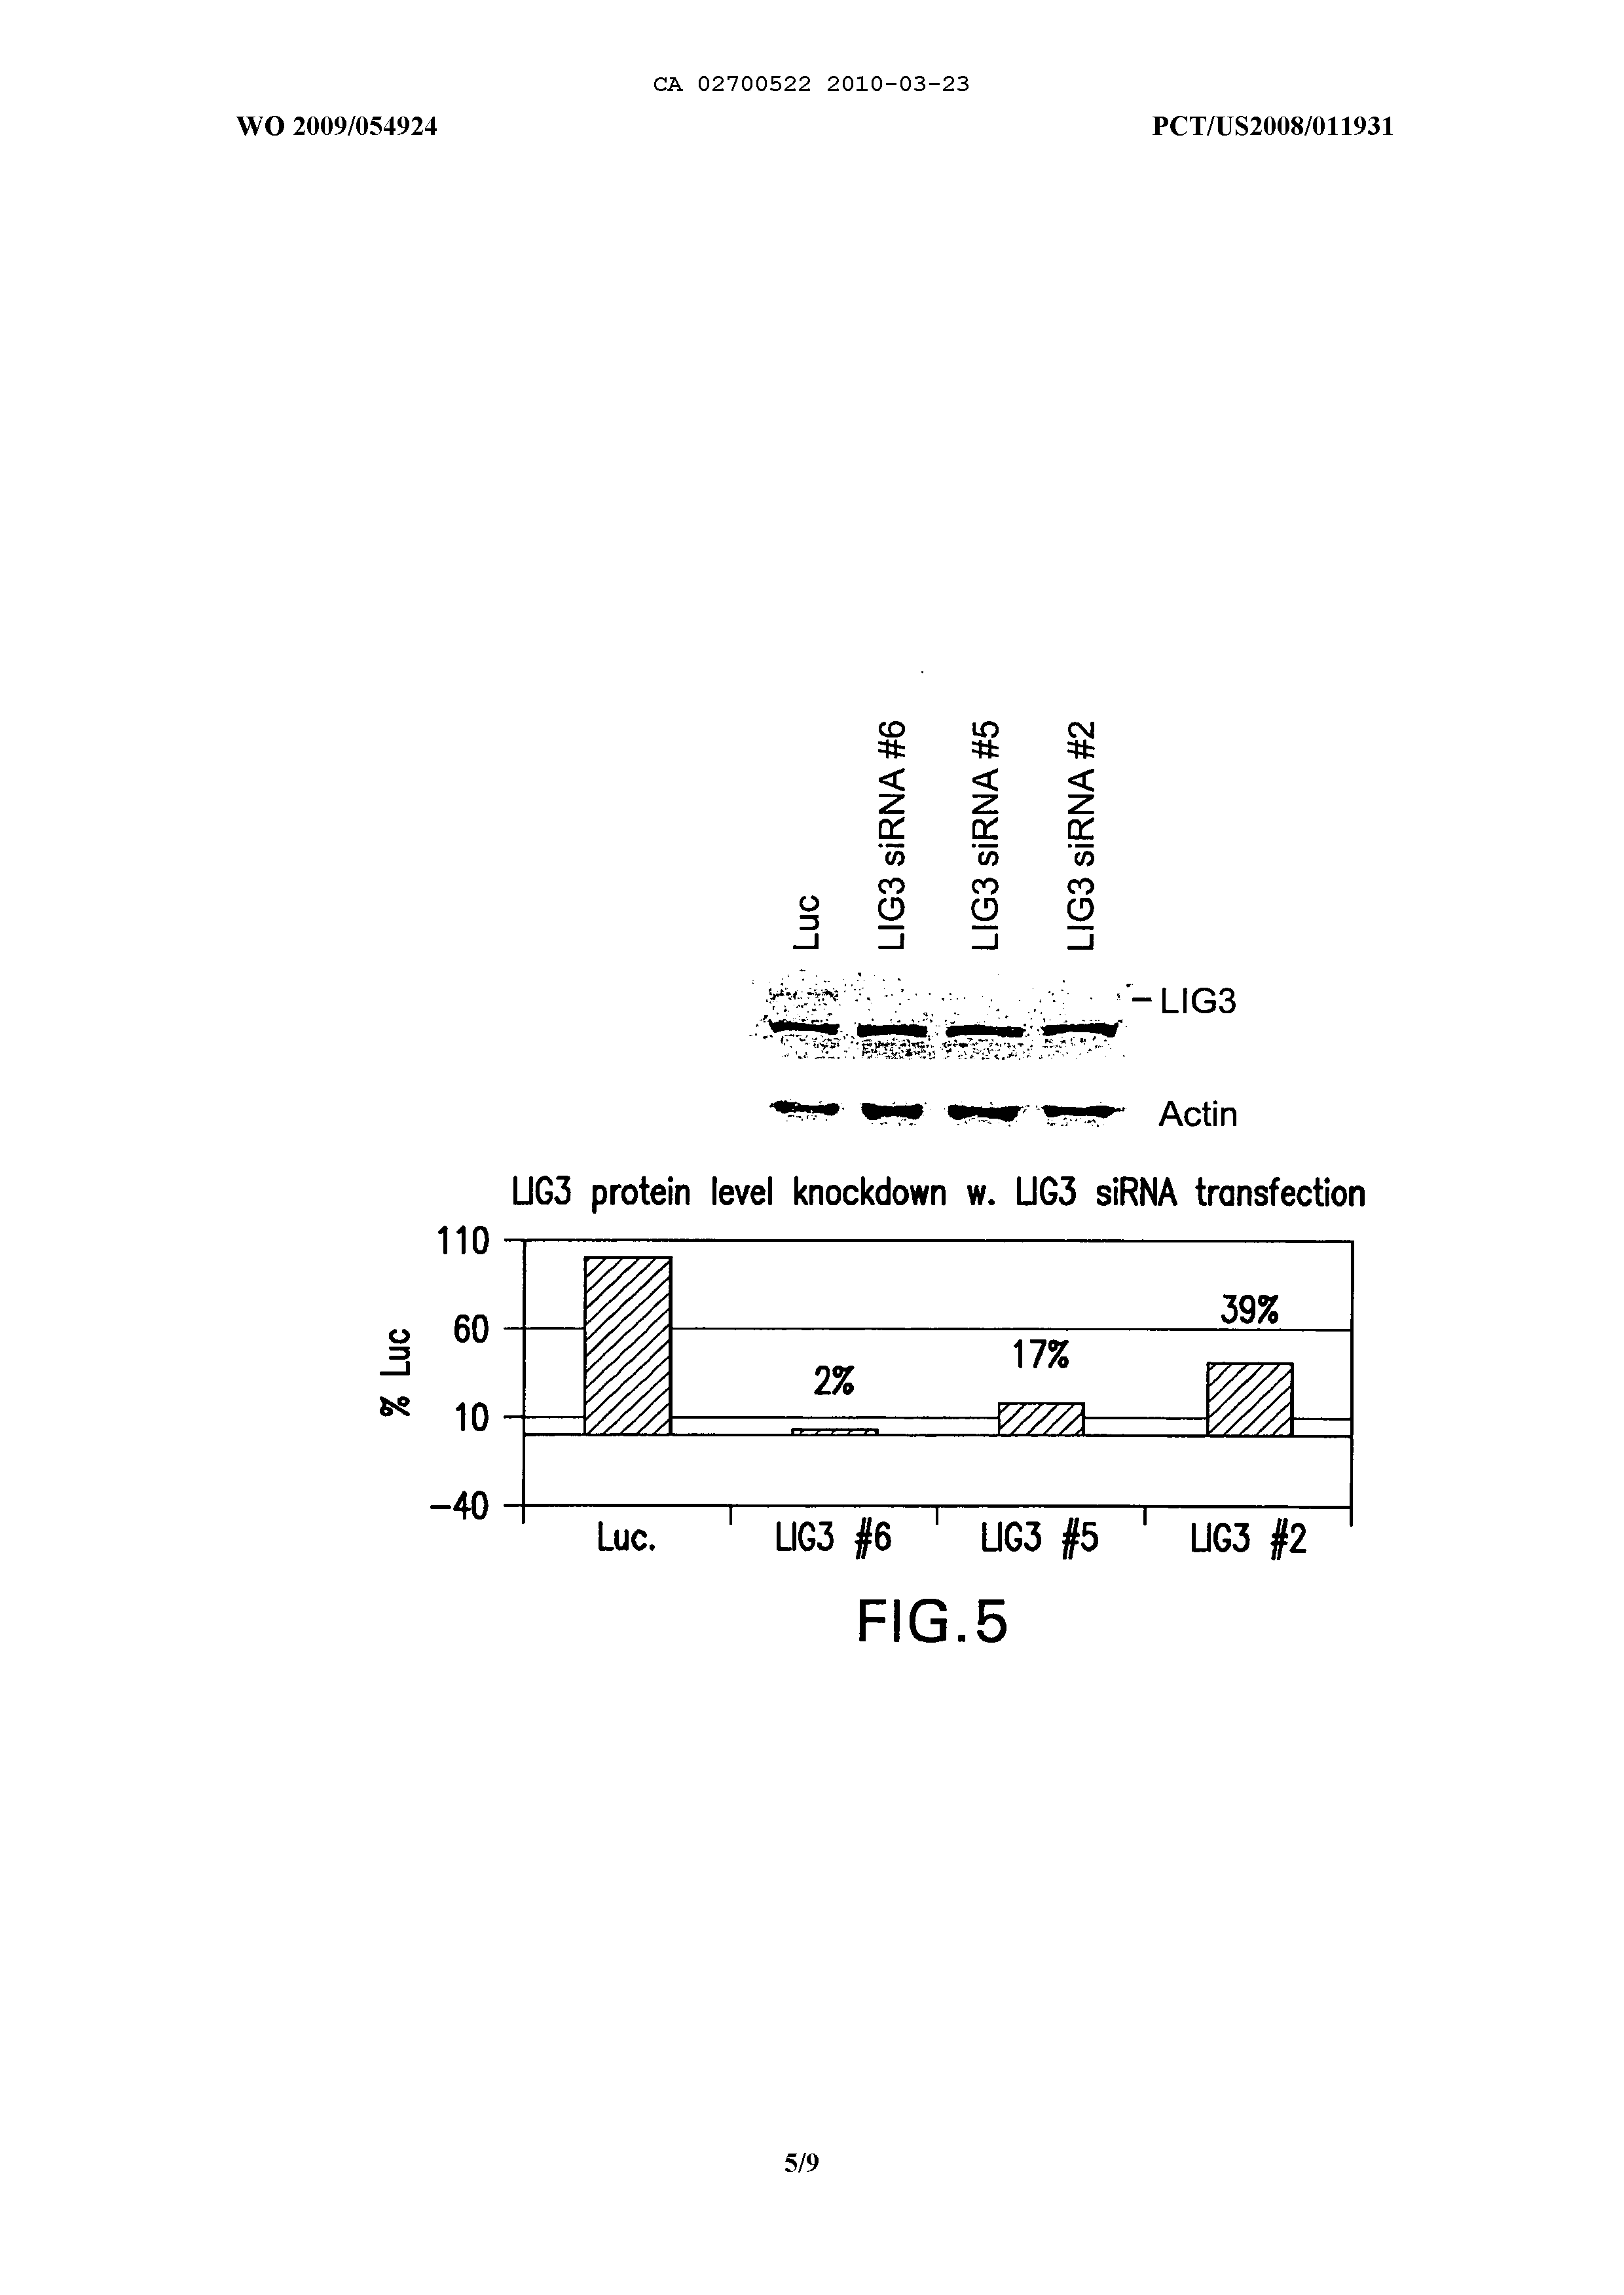 CA 02700522 2010-03-23
WO 2009/054924 PCT/US2008/011931
Luc
LIG3 siRNA #6
LIG3 siRNA #5
LIG3 siRNA #2
LIG3
Actin
LIG3 protein level knockdown w. LIG3 siRNA transfection
% Luc
110
60
10
-40
2%
17%
39%
Luc. LIG3 #6 LIG3 #5 LIG3 #2
FIG.5
5/9